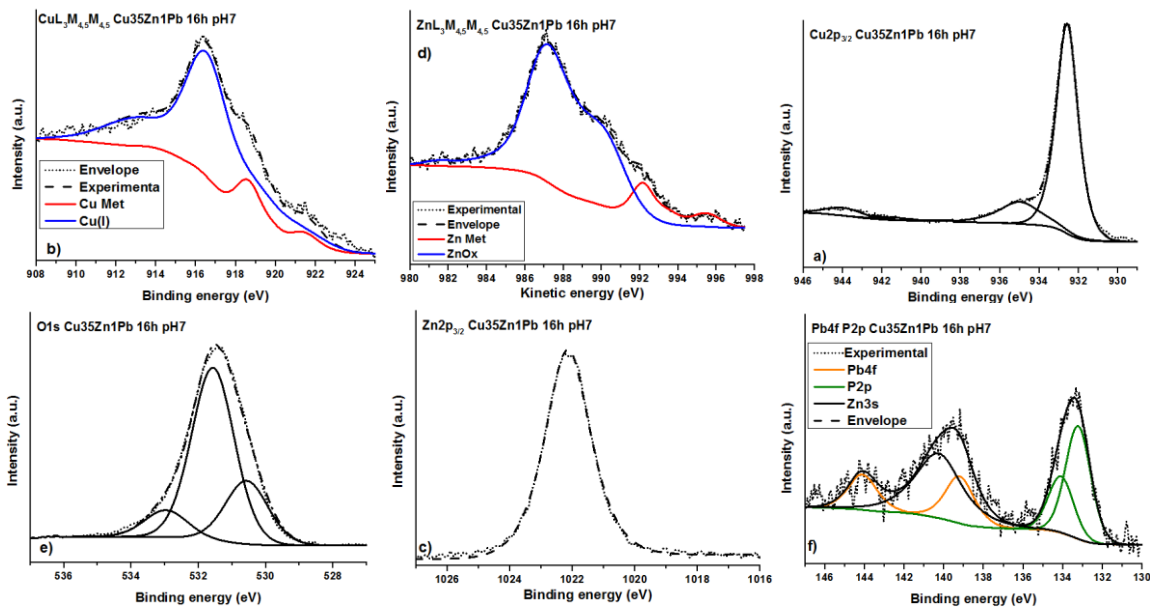 CuL₃M₄,₅M₄,₅ Cu35Zn1Pb 16h pH7
Intensity (a.u.)
Envelope
Experimenta
Cu Met
Cu(I)
b)
908 910 912 914 916 918 920 922 924
Binding energy (eV)
ZnL₃M₄,₅M₄,₅ Cu35Zn1Pb 16h pH7
d)
Intensity (a.u.)
Experimental
Envelope
Zn Met
ZnOx
980 982 984 986 988 990 992 994 996 998
Kinetic energy (eV)
Cu2p₃/₂ Cu35Zn1Pb 16h pH7
Intensity (a.u.)
a)
946 944 942 940 938 936 934 932 930
Binding energy (eV)
O1s Cu35Zn1Pb 16h pH7
Intensity (a.u.)
e)
536 534 532 530 528
Binding energy (eV)
Zn2p₃/₂ Cu35Zn1Pb 16h pH7
Intensity (a.u.)
c)
1026 1024 1022 1020 1018 1016
Binding energy (eV)
Pb4f P2p Cu35Zn1Pb 16h pH7
Intensity (a.u.)
Experimental
Pb4f
P2p
Zn3s
Envelope
f)
146 144 142 140 138 136 134 132 130
Binding energy (eV)